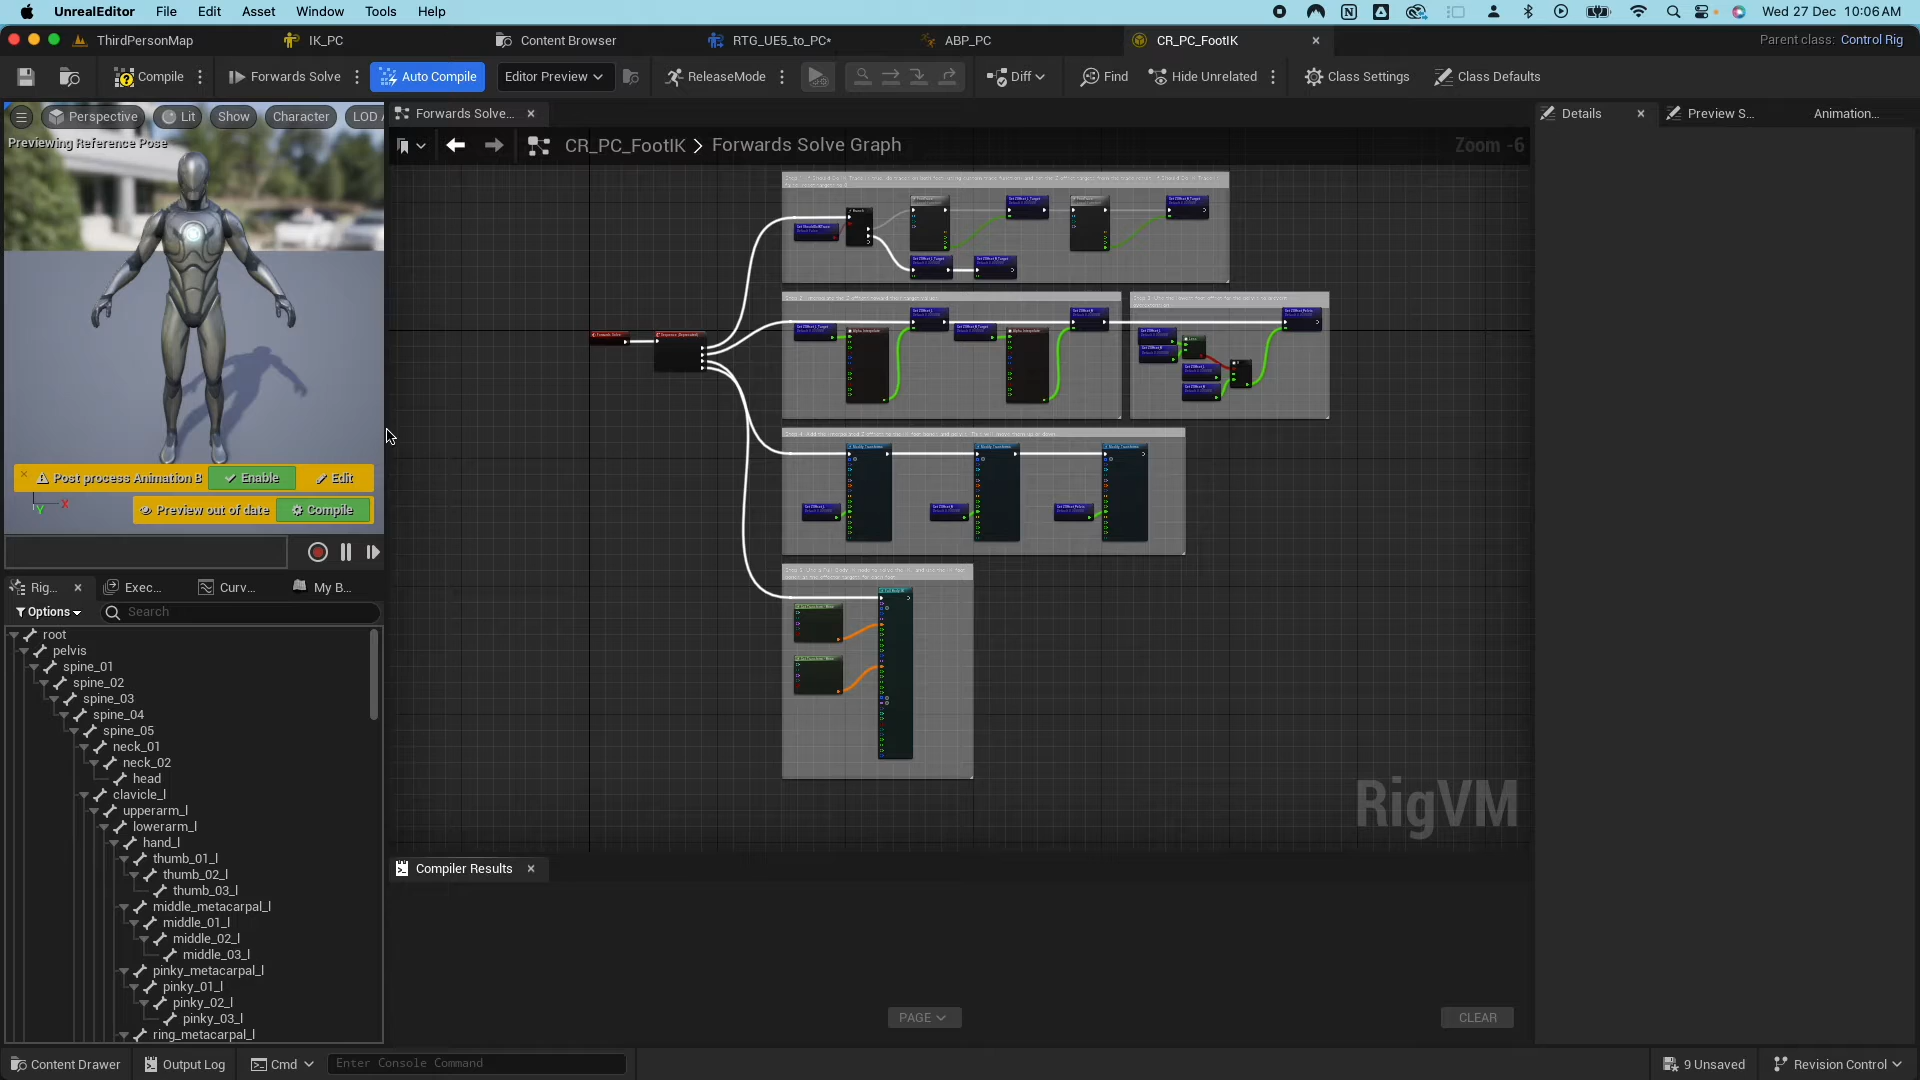 UnrealEditor File Edit Asset Window Tools Help
Wed 27 Dec 10:06 AM
ThirdPersonMap
IK_PC
Content Browser
RTG_UE5_to_PC*
ABP_PC
CR_PC_FootIK
Parent class: Control Rig
Compile
Forwards Solve
Auto Compile
Editor Preview
ReleaseMode
Diff
Find
Hide Unrelated
Class Settings
Class Defaults
Perspective
Lit
Show
Character
LOD A
Previewing Reference Pose
Forwards Solve...
CR_PC_FootIK > Forwards Solve Graph
Zoom -6
Details
Preview S...
Animation...
Post process Animation B
Enable
Edit
Preview out of date
Compile
X
Y
Rig...
Exec...
Curv...
My B...
Options
Search
root
pelvis
spine_01
spine_02
spine_03
spine_04
spine_05
neck_01
neck_02
head
clavicle_l
upperarm_l
lowerarm_l
hand_l
thumb_01_l
thumb_02_l
thumb_03_l
middle_metacarpal_l
middle_01_l
middle_02_l
middle_03_l
pinky_metacarpal_l
pinky_01_l
pinky_02_l
pinky_03_l
ring_metacarpal_l
RigVM
Compiler Results
PAGE
CLEAR
Content Drawer
Output Log
Cmd
Enter Console Command
9 Unsaved
Revision Control